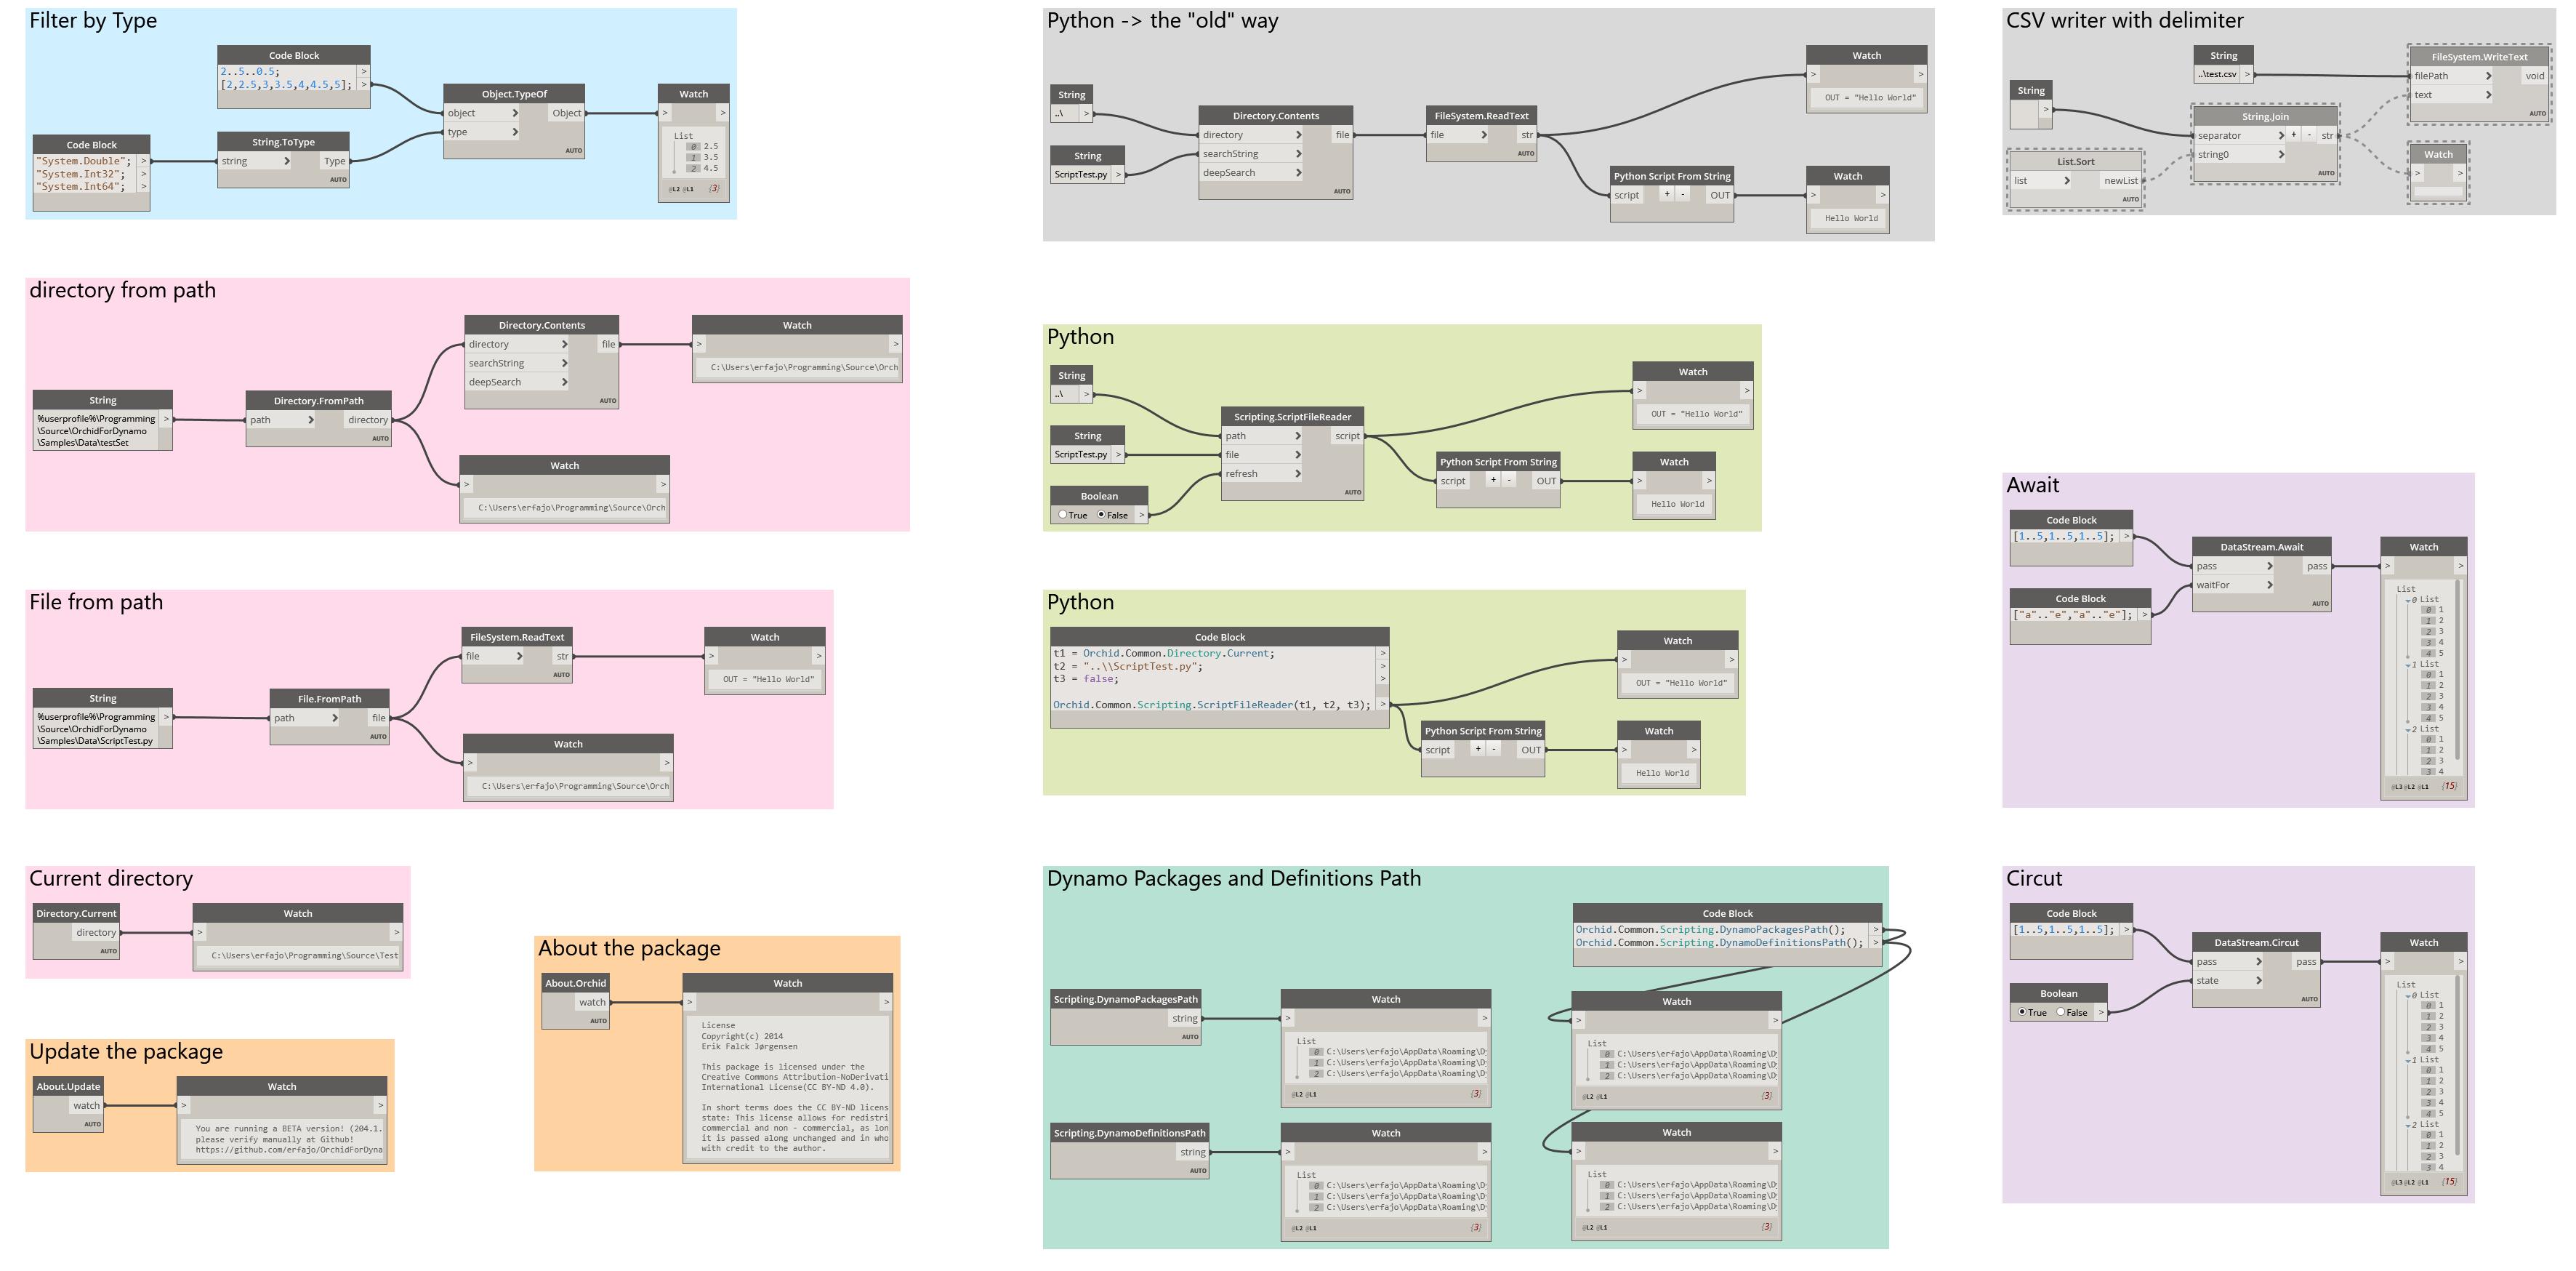 Filter by Type
Code Block
2..5..0.5; >
[2,2.5,3,3.5,4,4.5,5]; >
Code Block
"System.Double"; >
"System.Int32"; >
"System.Int64"; >
String.ToType
string > Type
AUTO
Object.TypeOf
object > Object
type >
AUTO
Watch
>
List
0 2.5
1 3.5
2 4.5
@L2 @L1 {3}
directory from path
String
%userprofile%\Programming >
\Source\OrchidForDynamo
\Samples\Data\testSet
Directory.FromPath
path > directory
AUTO
Directory.Contents
directory > file
searchString >
deepSearch >
AUTO
Watch
> >
C:\Users\erfajo\Programming\Source\Orch
Watch
> >
C:\Users\erfajo\Programming\Source\Orch
File from path
String
%userprofile%\Programming >
\Source\OrchidForDynamo
\Samples\Data\ScriptTest.py
File.FromPath
path > file
AUTO
FileSystem.ReadText
file > str
AUTO
Watch
> >
OUT = "Hello World"
Watch
> >
C:\Users\erfajo\Programming\Source\Orch
Current directory
Directory.Current
directory
AUTO
Watch
> >
C:\Users\erfajo\Programming\Source\Test
Update the package
About.Update
watch
AUTO
Watch
> >
You are running a BETA version! (204.1.
please verify manually at Github!
https://github.com/erfajo/OrchidForDyna
About the package
About.Orchid
watch
AUTO
Watch
> >
License
Copyright(c) 2014
Erik Falck Jørgensen
This package is licensed under the
Creative Commons Attribution-NoDerivati
International License(CC BY-ND 4.0).
In short terms does the CC BY-ND licens
state: This license allows for redistri
commercial and non - commercial, as lon
it is passed along unchanged and in who
with credit to the author.
Python -> the "old" way
String
..\ >
String
ScriptTest.py >
Directory.Contents
directory > file
searchString >
deepSearch >
AUTO
FileSystem.ReadText
file > str
AUTO
Watch
> >
OUT = "Hello World"
Python Script From String
script + - OUT
Watch
> >
Hello World
Python
String
..\ >
String
ScriptTest.py >
Boolean
True False >
Scripting.ScriptFileReader
path > script
file >
refresh >
AUTO
Watch
> >
OUT = "Hello World"
Python Script From String
script + - OUT
Watch
> >
Hello World
Python
Code Block
t1 = Orchid.Common.Directory.Current; >
t2 = "..\\ScriptTest.py"; >
t3 = false; >
Orchid.Common.Scripting.ScriptFileReader(t1, t2, t3); >
Watch
> >
OUT = "Hello World"
Python Script From String
script + - OUT
Watch
> >
Hello World
Dynamo Packages and Definitions Path
Code Block
Orchid.Common.Scripting.DynamoPackagesPath(); >
Orchid.Common.Scripting.DynamoDefinitionsPath(); >
Scripting.DynamoPackagesPath
string
AUTO
Watch
> >
List
0 C:\Users\erfajo\AppData\Roaming\Dy
1 C:\Users\erfajo\AppData\Roaming\Dy
2 C:\Users\erfajo\AppData\Roaming\Dy
@L2 @L1 {3}
Watch
> >
List
0 C:\Users\erfajo\AppData\Roaming\Dy
1 C:\Users\erfajo\AppData\Roaming\Dy
2 C:\Users\erfajo\AppData\Roaming\Dy
@L2 @L1 {3}
Scripting.DynamoDefinitionsPath
string
AUTO
Watch
> >
List
0 C:\Users\erfajo\AppData\Roaming\Dy
1 C:\Users\erfajo\AppData\Roaming\Dy
2 C:\Users\erfajo\AppData\Roaming\Dy
@L2 @L1 {3}
Watch
> >
List
0 C:\Users\erfajo\AppData\Roaming\Dy
1 C:\Users\erfajo\AppData\Roaming\Dy
2 C:\Users\erfajo\AppData\Roaming\Dy
@L2 @L1 {3}
CSV writer with delimiter
String
>
String
..\test.csv >
List.Sort
list > newList
AUTO
String.Join
separator > + - str
string0 >
AUTO
FileSystem.WriteText
filePath > void
text >
AUTO
Watch
> >
Await
Code Block
[1..5,1..5,1..5]; >
Code Block
["a".."e","a".."e"]; >
DataStream.Await
pass > pass
waitFor >
AUTO
Watch
> >
List
0 List
0 1
1 2
2 3
3 4
4 5
1 List
0 1
1 2
2 3
3 4
4 5
2 List
0 1
1 2
2 3
3 4
@L3 @L2 @L1 {15}
Circut
Code Block
[1..5,1..5,1..5]; >
Boolean
True False >
DataStream.Circut
pass > pass
state >
AUTO
Watch
> >
List
0 List
0 1
1 2
2 3
3 4
4 5
1 List
0 1
1 2
2 3
3 4
4 5
2 List
0 1
1 2
2 3
3 4
@L3 @L2 @L1 {15}